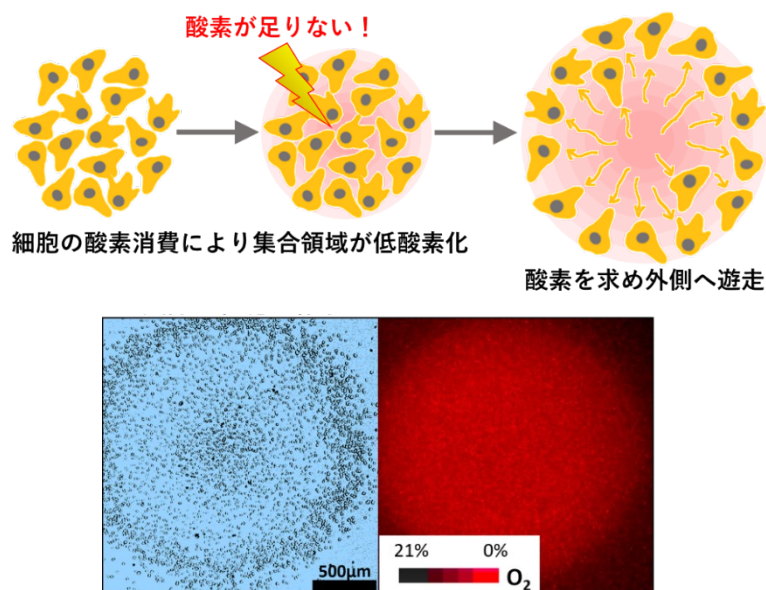 酸素が足りない！
細胞の酸素消費により集合領域が低酸素化
酸素を求め外側へ遊走
500μm
21% 0%
O₂